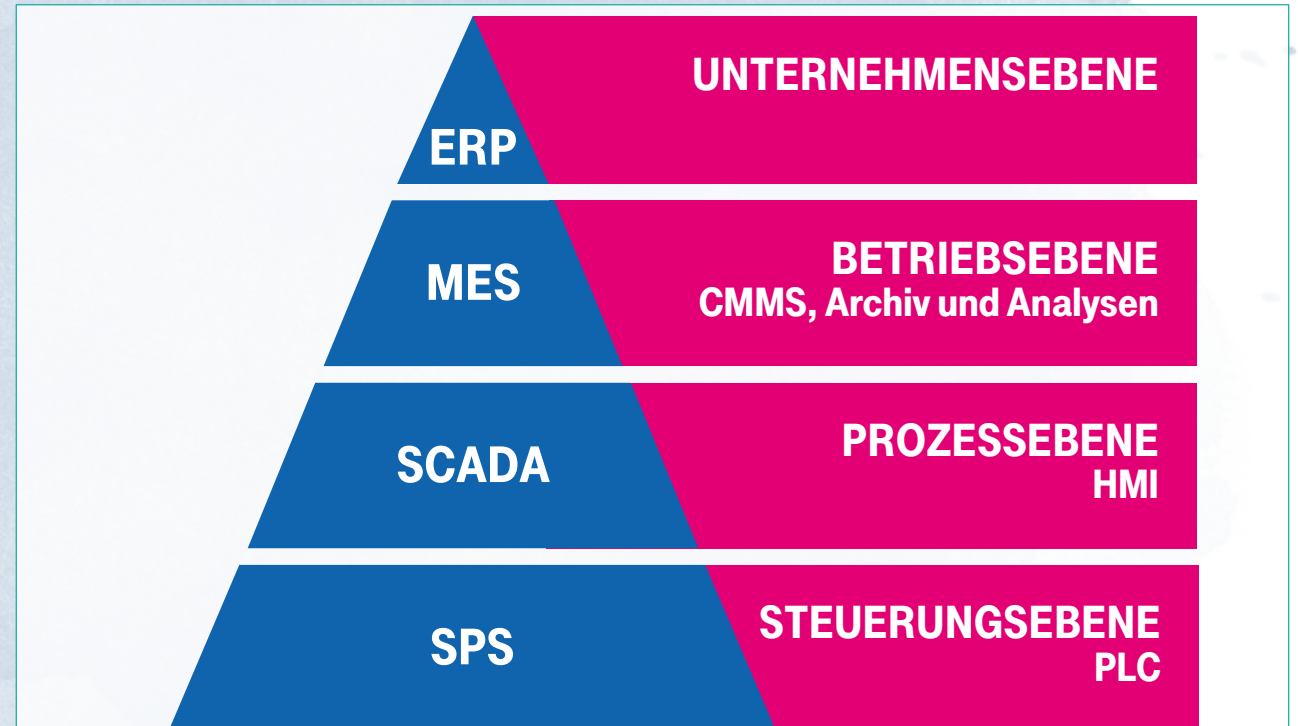 UNTERNEHMENSEBENE
ERP
BETRIEBSEBENE
MES
CMMS, Archiv und Analysen
PROZESSEBENE
SCADA
HMI
STEUERUNGSEBENE
SPS
PLC